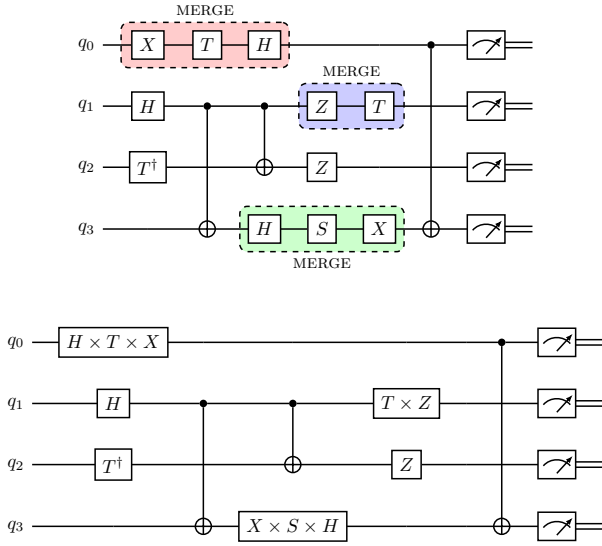 MERGE
q₀ X T H
MERGE
q₁ H Z T
q₂ T† Z
q₃ H S X
MERGE
q₀ H × T × X
q₁ H T × Z
q₂ T† Z
q₃ X × S × H